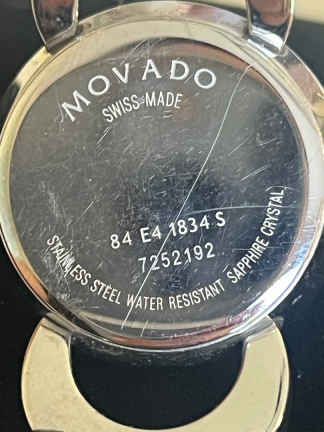 MOVADO
SWISS MADE
84 E4 1834 S
7252192
STAINLESS STEEL WATER RESISTANT SAPPHIRE CRYSTAL